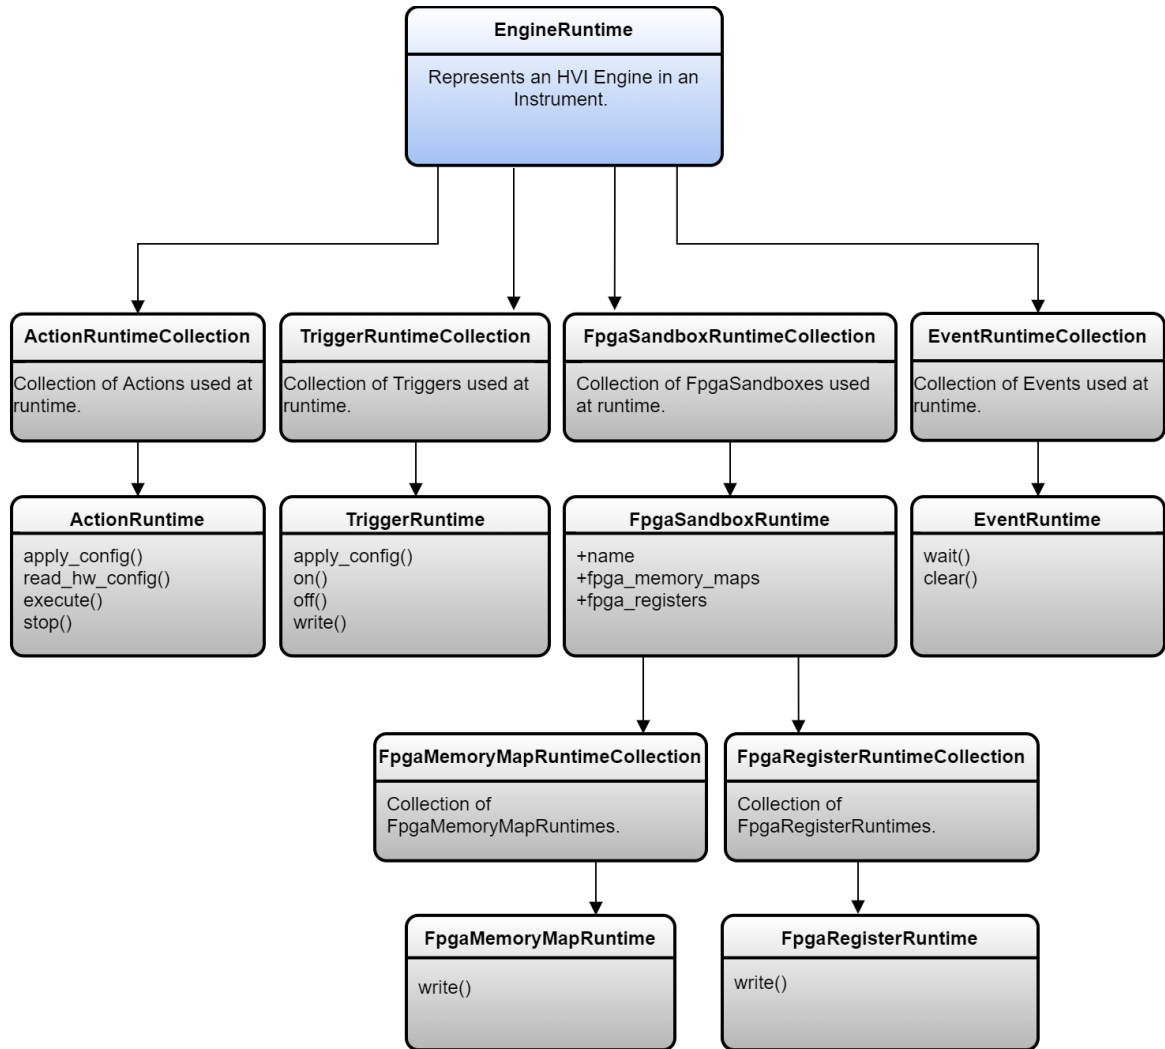 EngineRuntime
Represents an HVI Engine in an
Instrument.
ActionRuntimeCollection
Collection of Actions used at
runtime.
TriggerRuntimeCollection
Collection of Triggers used at
runtime.
FpgaSandboxRuntimeCollection
Collection of FpgaSandboxes used
at runtime.
EventRuntimeCollection
Collection of Events used at
runtime.
ActionRuntime
apply_config()
read_hw_config()
execute()
stop()
TriggerRuntime
apply_config()
on()
off()
write()
FpgaSandboxRuntime
+name
+fpga_memory_maps
+fpga_registers
EventRuntime
wait()
clear()
FpgaMemoryMapRuntimeCollection
Collection of
FpgaMemoryMapRuntimes.
FpgaRegisterRuntimeCollection
Collection of
FpgaRegisterRuntimes.
FpgaMemoryMapRuntime
write()
FpgaRegisterRuntime
write()